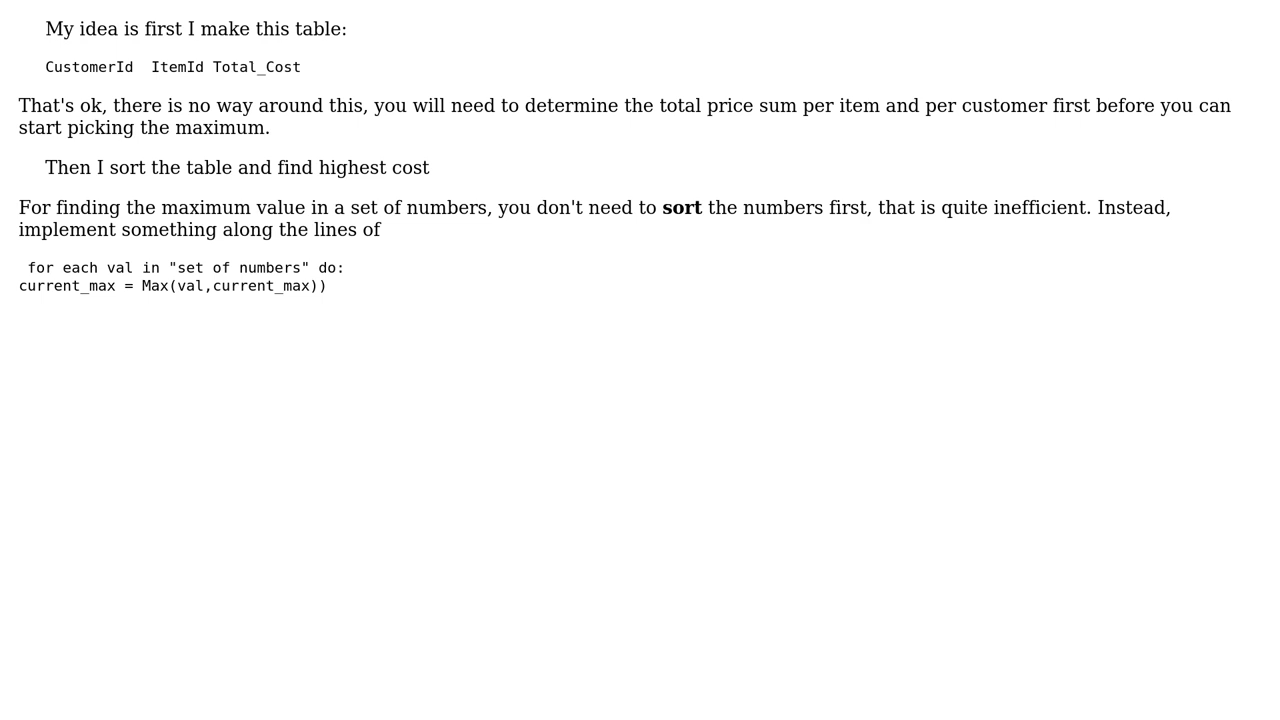 My idea is first I make this table:
CustomerId  ItemId Total_Cost
That's ok, there is no way around this, you will need to determine the total price sum per item and per customer first before you can
start picking the maximum.
Then I sort the table and find highest cost
For finding the maximum value in a set of numbers, you don't need to sort the numbers first, that is quite inefficient. Instead,
implement something along the lines of
for each val in "set of numbers" do:
current_max = Max(val,current_max))